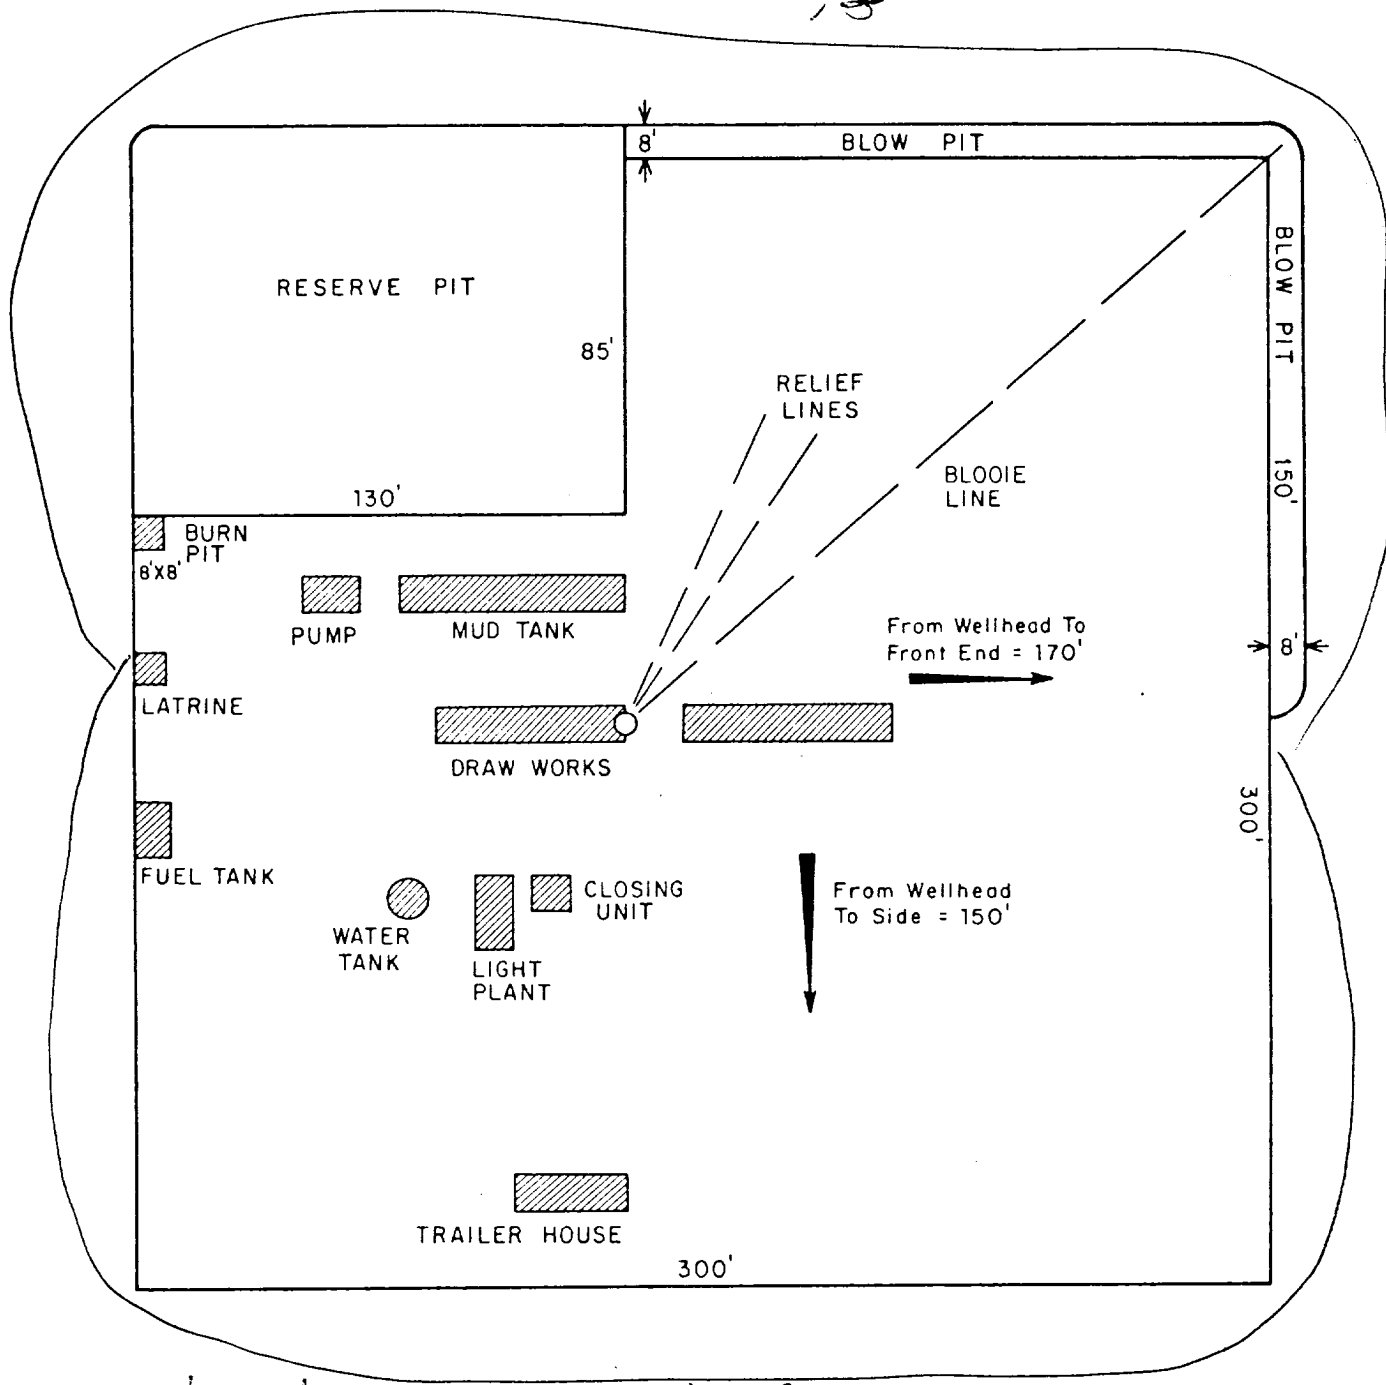 8'
BLOW PIT
BLOW PIT
150'
8'
RESERVE PIT
85'
130'
RELIEF
LINES
BLOOIE
LINE
BURN
PIT
8'X8'
PUMP
MUD TANK
From Wellhead To
Front End = 170'
LATRINE
DRAW WORKS
300'
FUEL TANK
WATER
TANK
LIGHT
PLANT
CLOSING
UNIT
From Wellhead
To Side = 150'
TRAILER HOUSE
300'